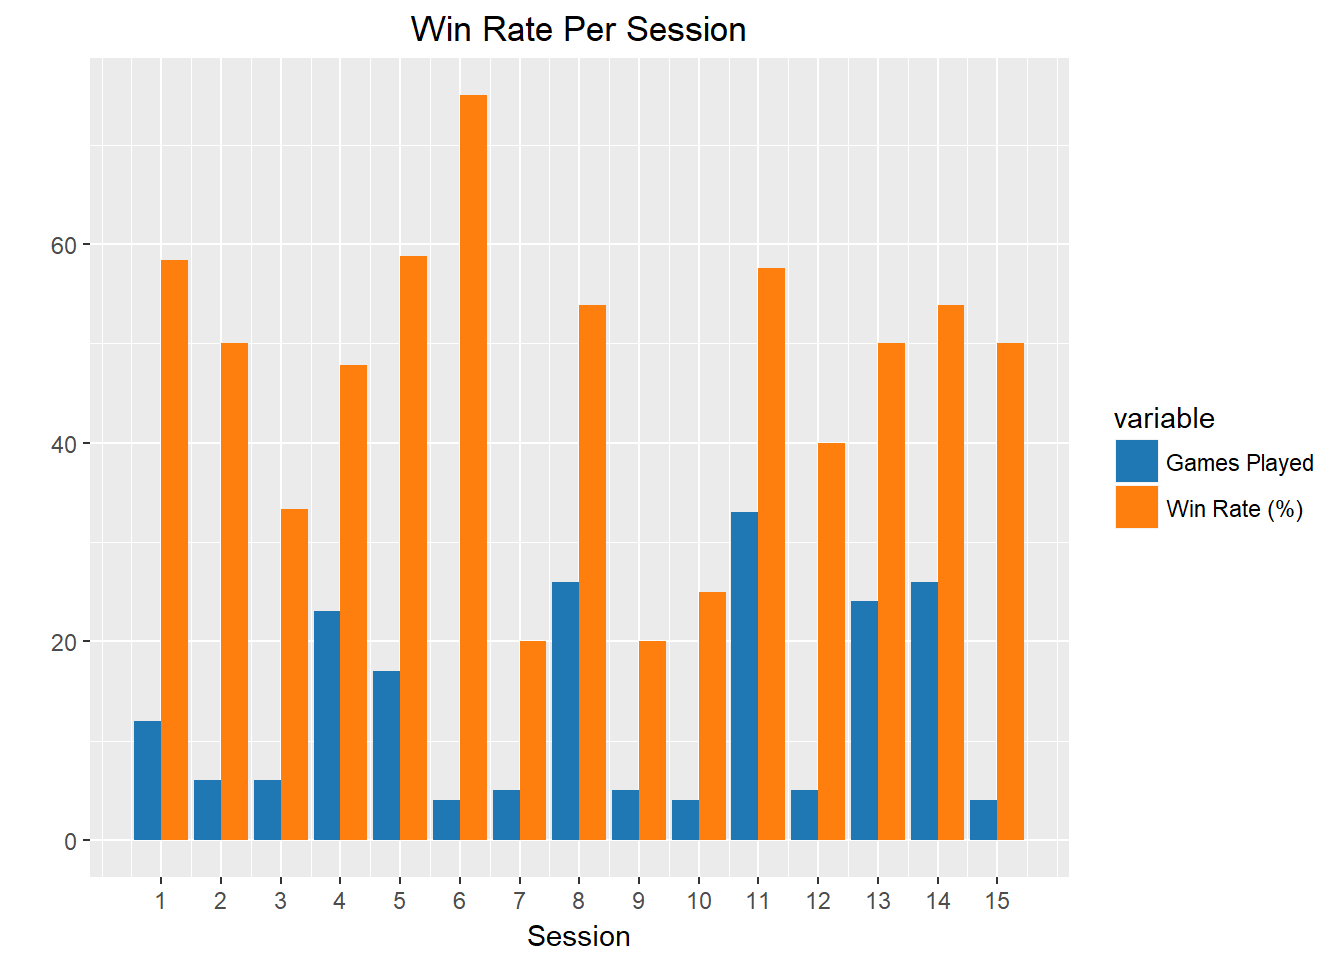 Win Rate Per Session
60
40
20
0
1 2 3 4 5 6 7 8 9 10 11 12 13 14 15
Session
variable
Games Played
Win Rate (%)